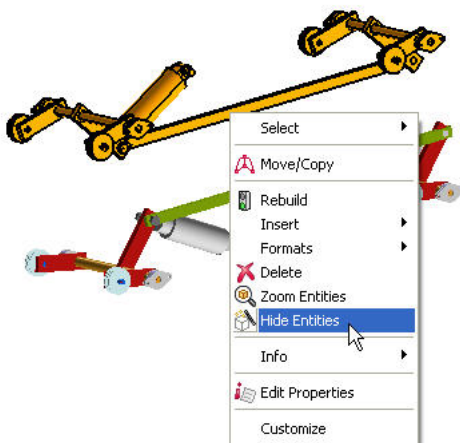 Select
Move/Copy
Rebuild
Insert
Formats
Delete
Zoom Entities
Hide Entities
Info
Edit Properties
Customize